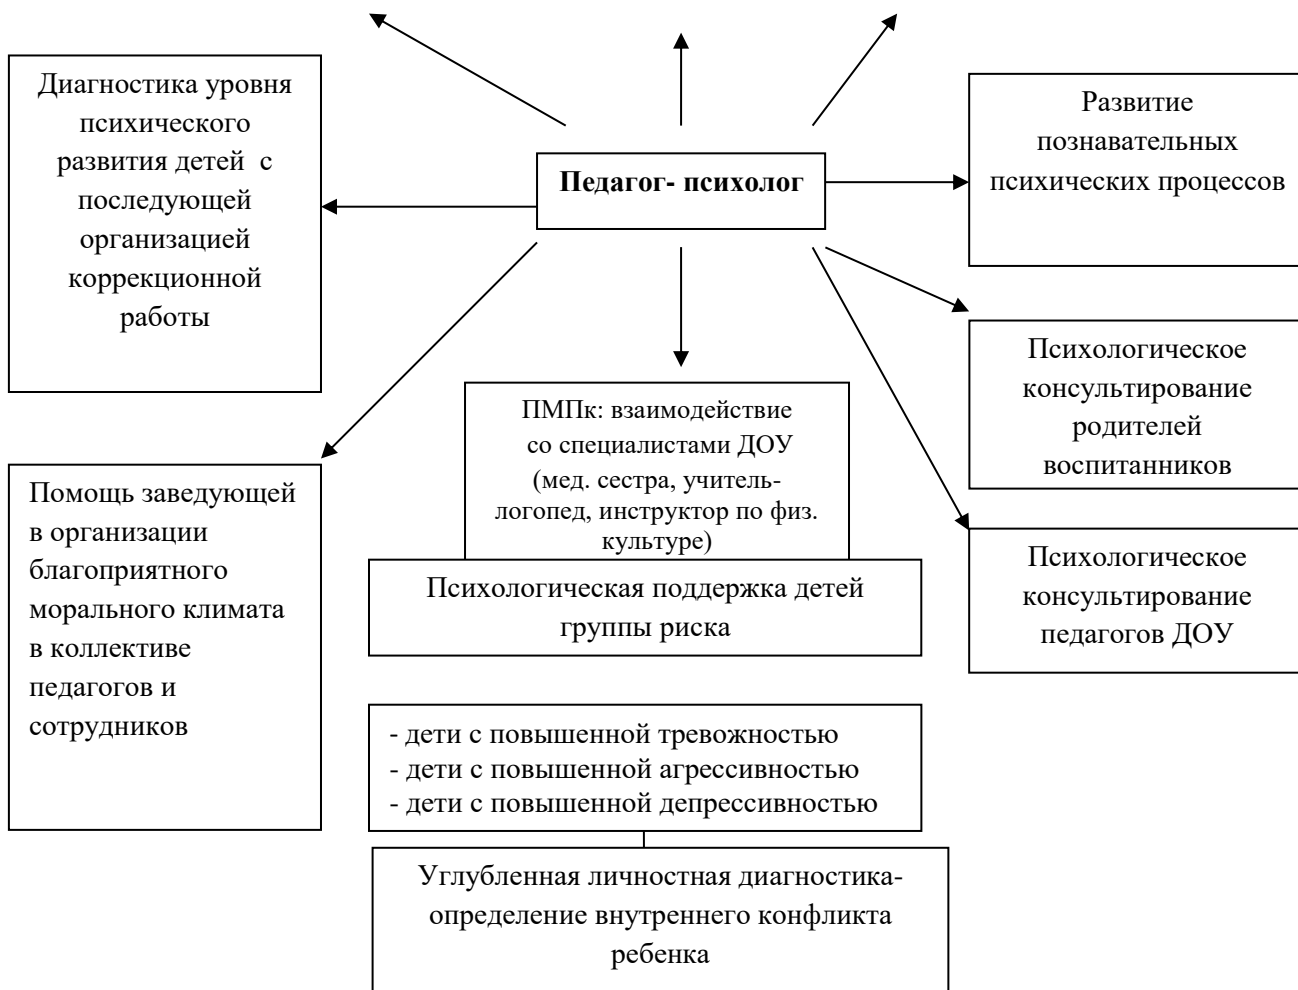 Диагностика уровня
психического
развития детей  с
последующей
организацией
коррекционной
работы
Педагог- психолог
Развитие
познавательных
психических процессов
Психологическое
консультирование
родителей
воспитанников
ПМПк: взаимодействие
со специалистами ДОУ
(мед. сестра, учитель-
логопед, инструктор по физ.
культуре)
Помощь заведующей
в организации
благоприятного
морального климата
в коллективе
педагогов и
сотрудников
Психологическое
консультирование
педагогов ДОУ
Психологическая поддержка детей
группы риска
- дети с повышенной тревожностью
- дети с повышенной агрессивностью
- дети с повышенной депрессивностью
Углубленная личностная диагностика-
определение внутреннего конфликта
ребенка